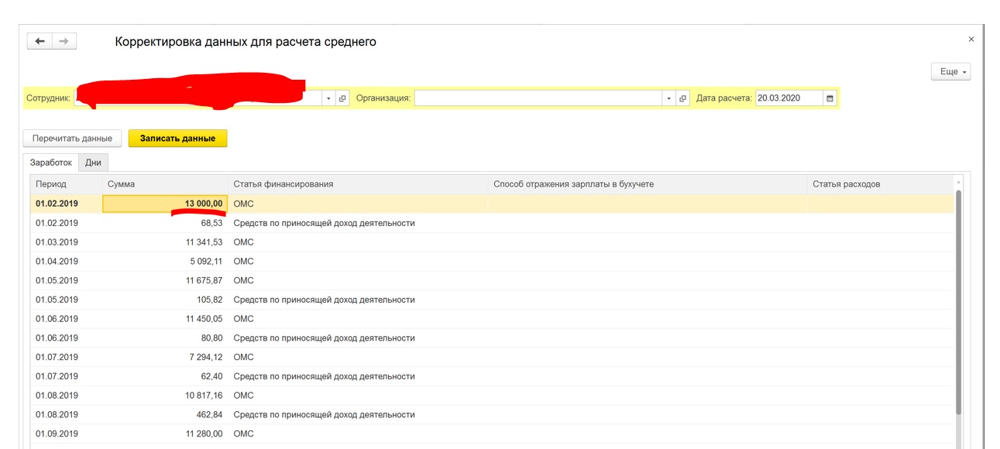 Корректировка данных для расчета среднего
Еще
Сотрудник: Организация: Дата расчета: 20.03.2020
Перечитать данные Записать данные
Заработок Дни
Период Сумма Статья финансирования Способ отражения зарплаты в бухучете Статья расходов
01.02.2019 13 000,00 ОМС
01.02.2019 68,53 Средств по приносящей доход деятельности
01.03.2019 11 341,53 ОМС
01.04.2019 5 092,11 ОМС
01.05.2019 11 675,87 ОМС
01.05.2019 105,82 Средств по приносящей доход деятельности
01.06.2019 11 450,05 ОМС
01.06.2019 80,80 Средств по приносящей доход деятельности
01.07.2019 7 294,12 ОМС
01.07.2019 62,40 Средств по приносящей доход деятельности
01.08.2019 10 817,16 ОМС
01.08.2019 462,84 Средств по приносящей доход деятельности
01.09.2019 11 280,00 ОМС